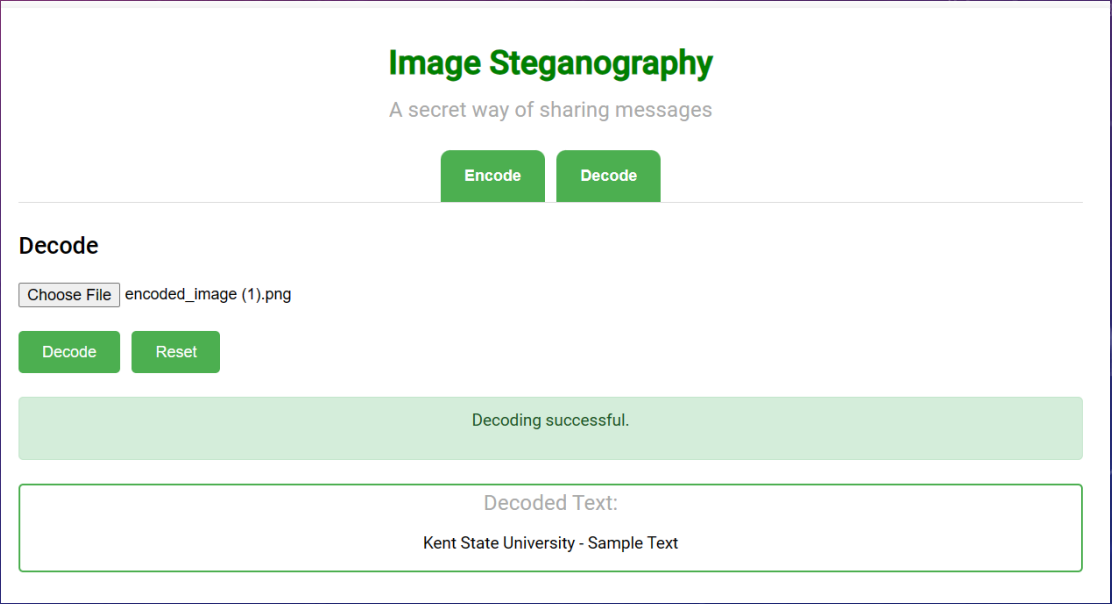 Image Steganography
A secret way of sharing messages
Encode Decode
Decode
Choose File encoded_image (1).png
Decode Reset
Decoding successful.
Decoded Text:
Kent State University - Sample Text